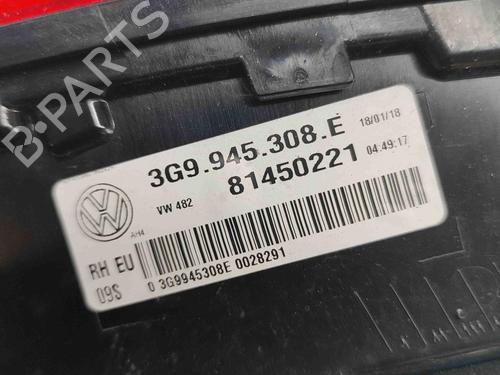 3G9.945.308.E
18/01/18
81450221
04:49:17
VW 482
AH4
RH EU
09S
0 3G9945308E 0028291
B-PARTS